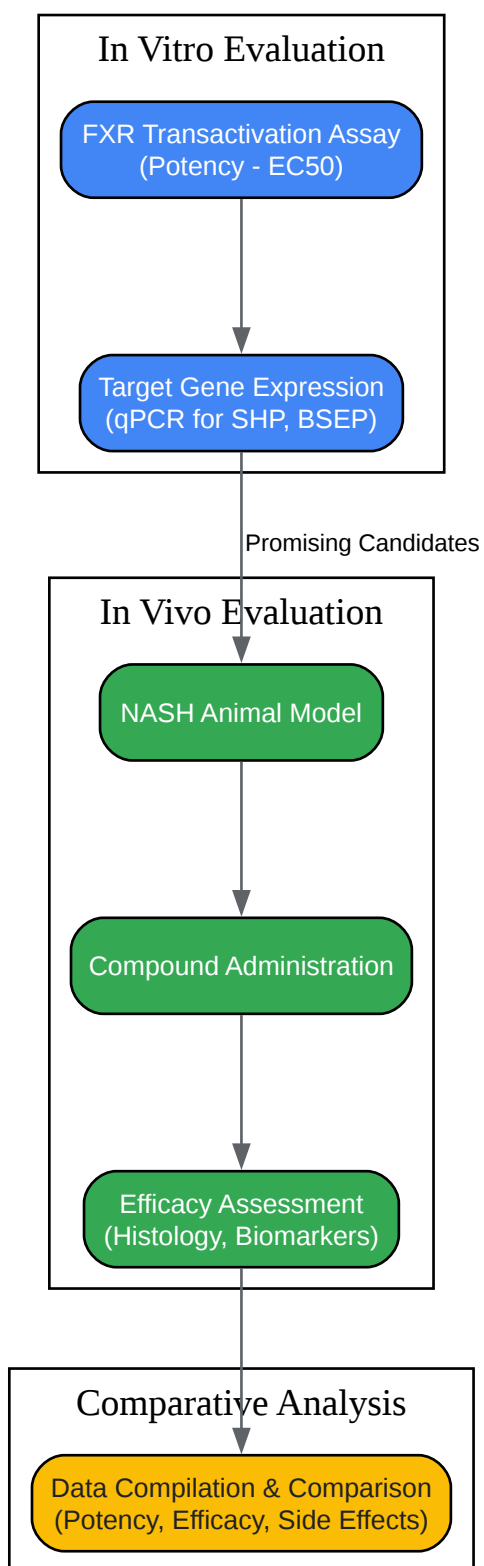 In Vitro Evaluation
FXR Transactivation Assay
(Potency - EC50)
Target Gene Expression
(qPCR for SHP, BSEP)
Promising Candidates
In Vivo Evaluation
NASH Animal Model
Compound Administration
Efficacy Assessment
(Histology, Biomarkers)
Comparative Analysis
Data Compilation & Comparison
(Potency, Efficacy, Side Effects)